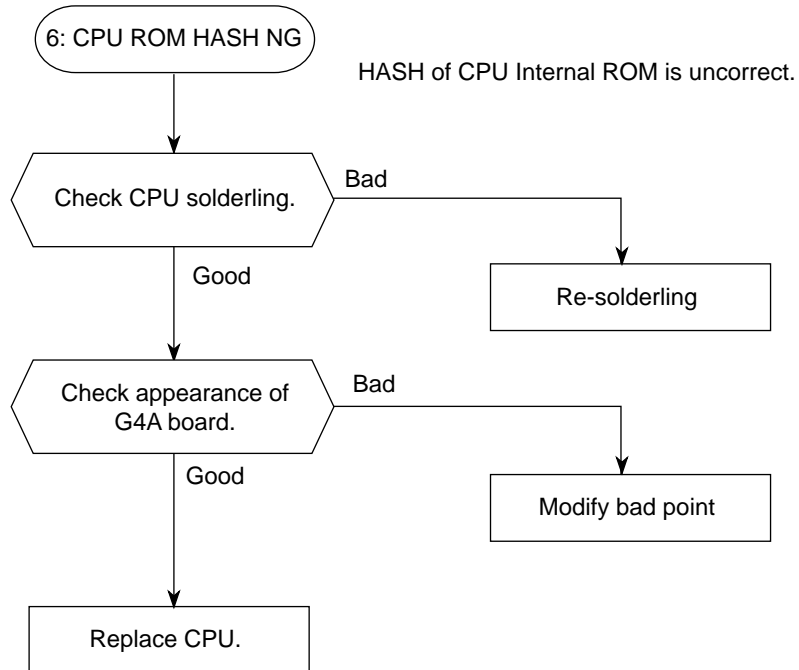 6: CPU ROM HASH NG
HASH of CPU Internal ROM is uncorrect.
Check CPU solderling.
Bad
Good
Re-solderling
Check appearance of
G4A board.
Bad
Good
Modify bad point
Replace CPU.